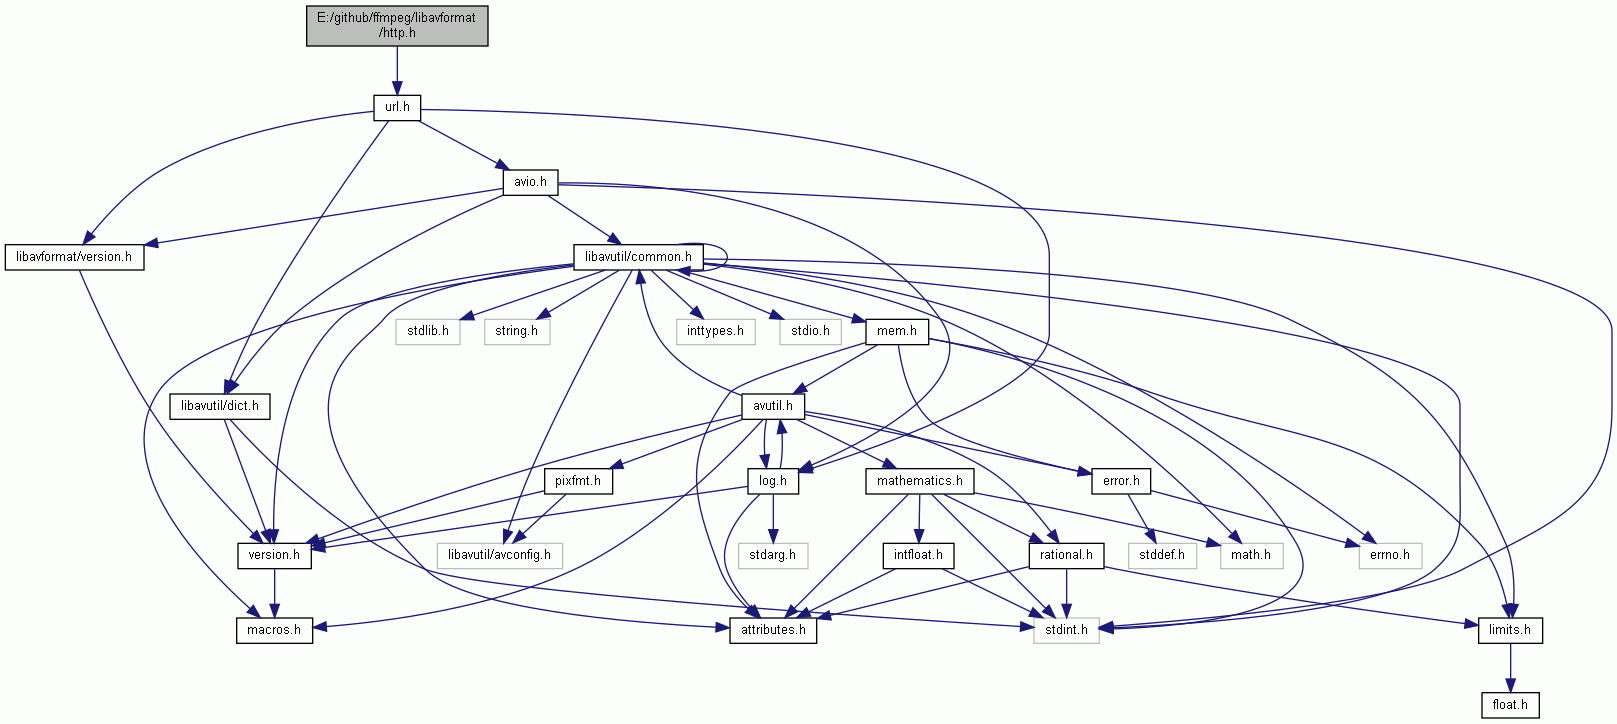 E:/github/ffmpeg/libavformat
/http.h
url.h
avio.h
libavformat/version.h
libavutil/common.h
stdlib.h
string.h
inttypes.h
stdio.h
mem.h
libavutil/dict.h
avutil.h
pixfmt.h
log.h
mathematics.h
error.h
version.h
libavutil/avconfig.h
stdarg.h
intfloat.h
rational.h
stddef.h
math.h
errno.h
macros.h
attributes.h
stdint.h
limits.h
float.h